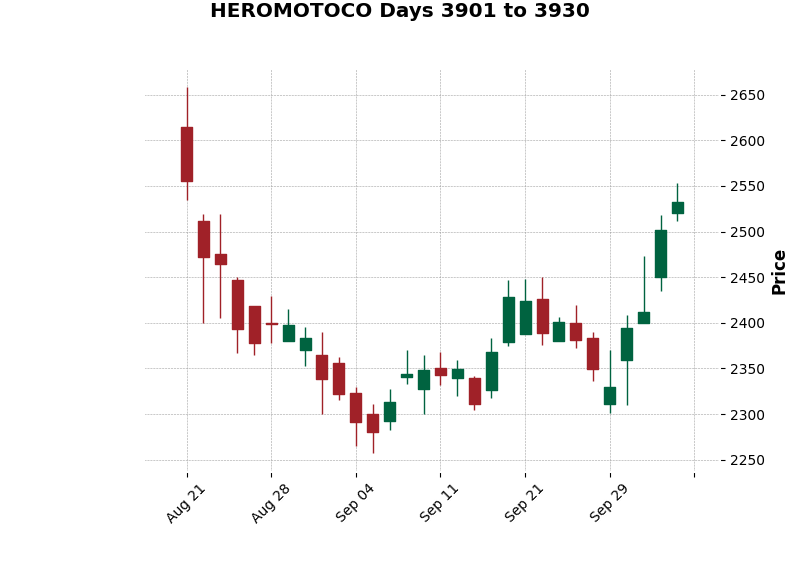 HEROMOTOCO Days 3901 to 3930
2650
2600
2550
2500
2450
2400
2350
2300
2250
Price
Aug 21
Aug 28
Sep 04
Sep 11
Sep 21
Sep 29